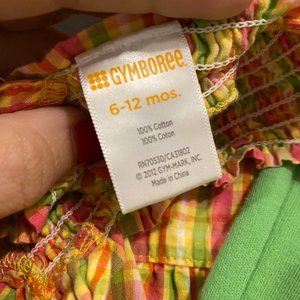 GYMBOREE
6-12 mos.
100% Cotton
100% Coton
RN70530/CA31802
© 2012 GYM-MARK, INC.
Made in China